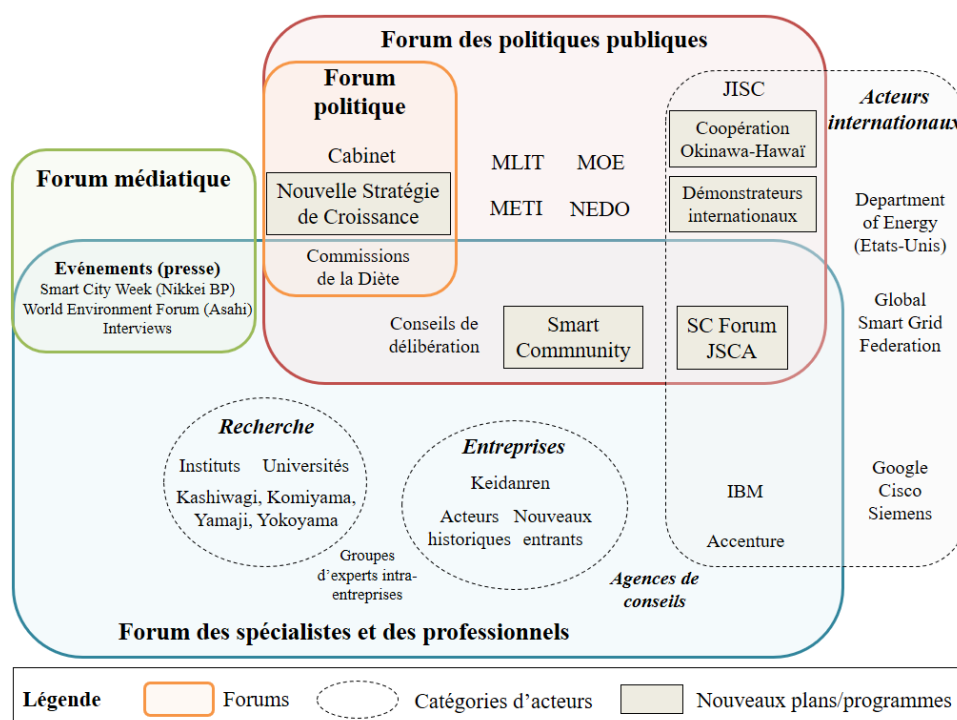 Forum des politiques publiques
Forum
politique
Cabinet
Nouvelle Stratégie
de Croissance
Commissions
de la Diète
MLIT MOE
METI NEDO
JISC
Coopération
Okinawa-Hawaï
Démonstrateurs
internationaux
Acteurs
internationaux
Department
of Energy
(Etats-Unis)
Global
Smart Grid
Federation
Google
Cisco
Siemens
Forum médiatique
Evénements (presse)
Smart City Week (Nikkei BP)
World Environment Forum (Asahi)
Interviews
Conseils de
délibération
Smart
Commnunity
SC Forum
JSCA
Recherche
Instituts Universités
Kashiwagi, Komiyama,
Yamaji, Yokoyama
Entreprises
Keidanren
Acteurs
historiques
Nouveaux
entrants
IBM
Accenture
Groupes
d'experts intra-
entreprises
Agences de
conseils
Forum des spécialistes et des professionnels
Légende
Forums
Catégories d'acteurs
Nouveaux plans/programmes